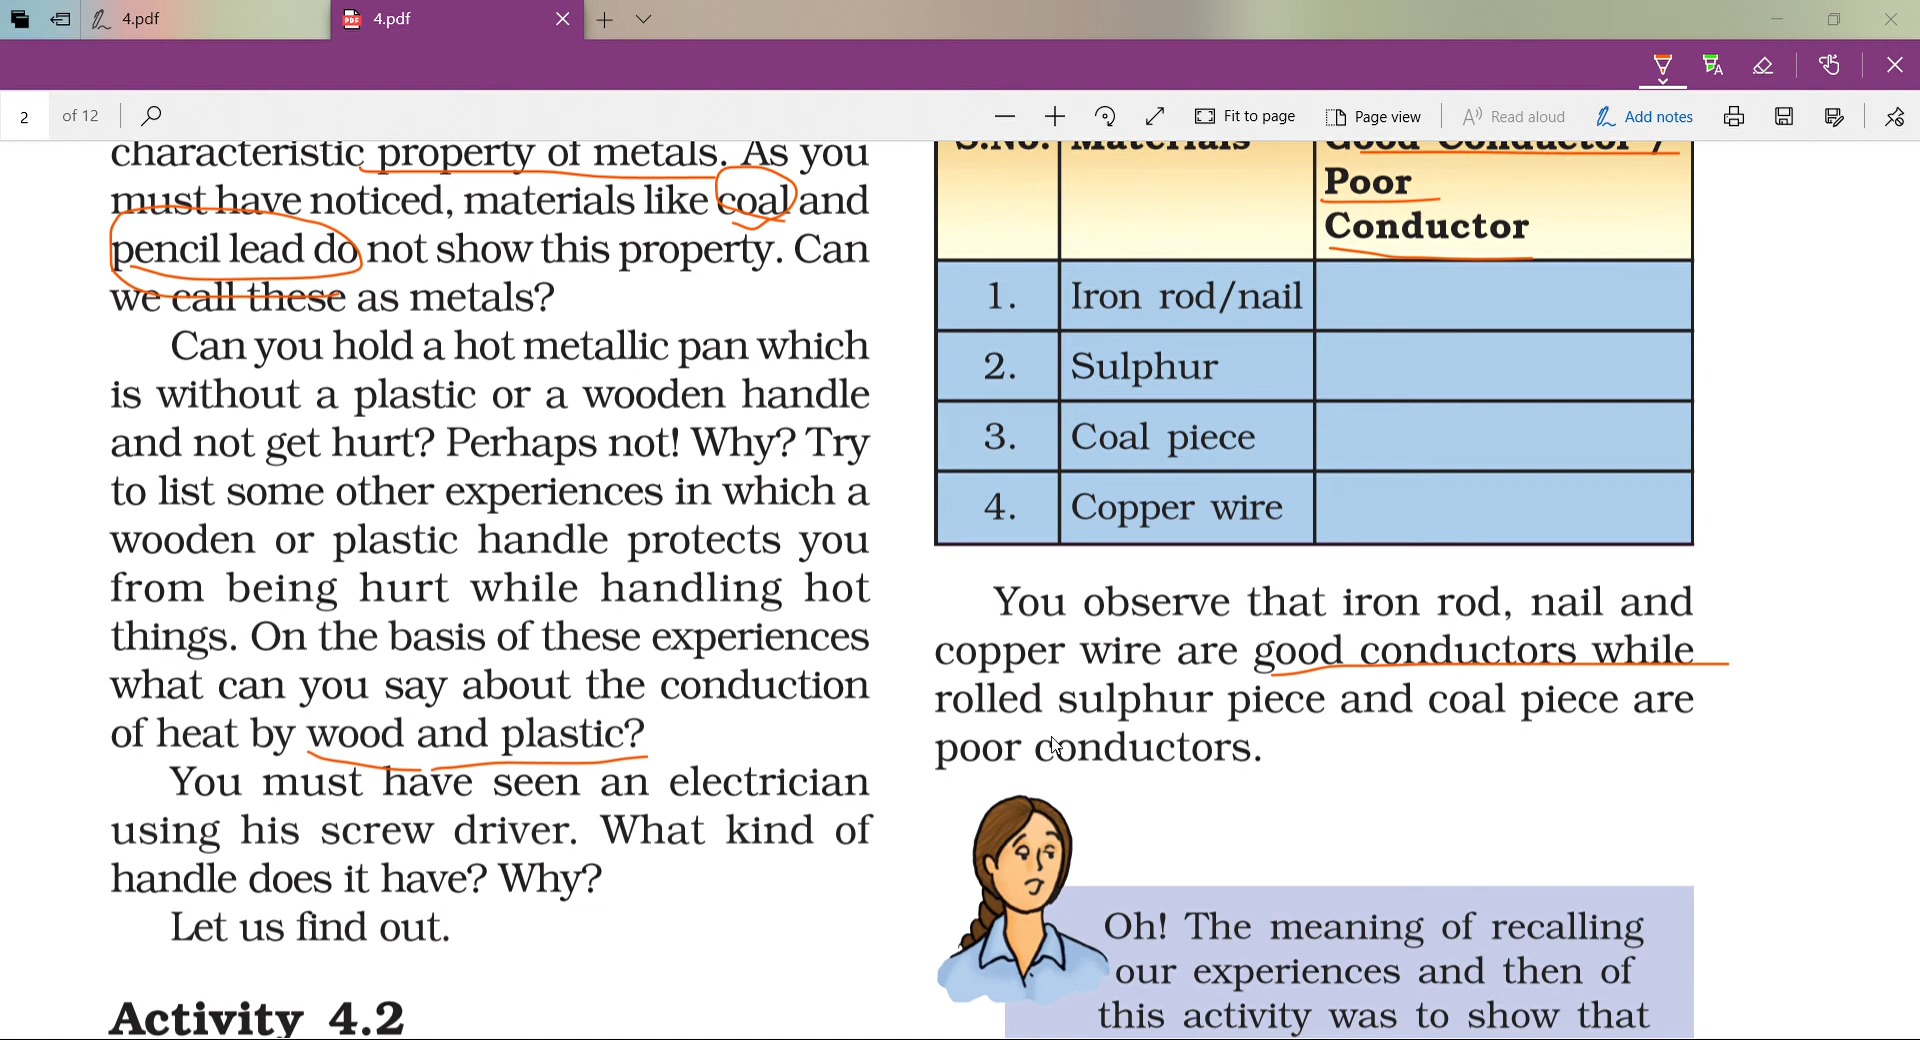 4.pdf
4.pdf
2 of 12
Fit to page
Page view
Read aloud
Add notes
characteristic property of metals. As you
must have noticed, materials like coal and
pencil lead do not show this property. Can
we call these as metals?
Can you hold a hot metallic pan which
is without a plastic or a wooden handle
and not get hurt? Perhaps not! Why? Try
to list some other experiences in which a
wooden or plastic handle protects you
from being hurt while handling hot
things. On the basis of these experiences
what can you say about the conduction
of heat by wood and plastic?
You must have seen an electrician
using his screw driver. What kind of
handle does it have? Why?
Let us find out.
Activity 4.2
S.No. Materials Good Conductor /
Poor
Conductor
1. Iron rod/nail
2. Sulphur
3. Coal piece
4. Copper wire
You observe that iron rod, nail and
copper wire are good conductors while
rolled sulphur piece and coal piece are
poor conductors.
Oh! The meaning of recalling
our experiences and then of
this activity was to show that